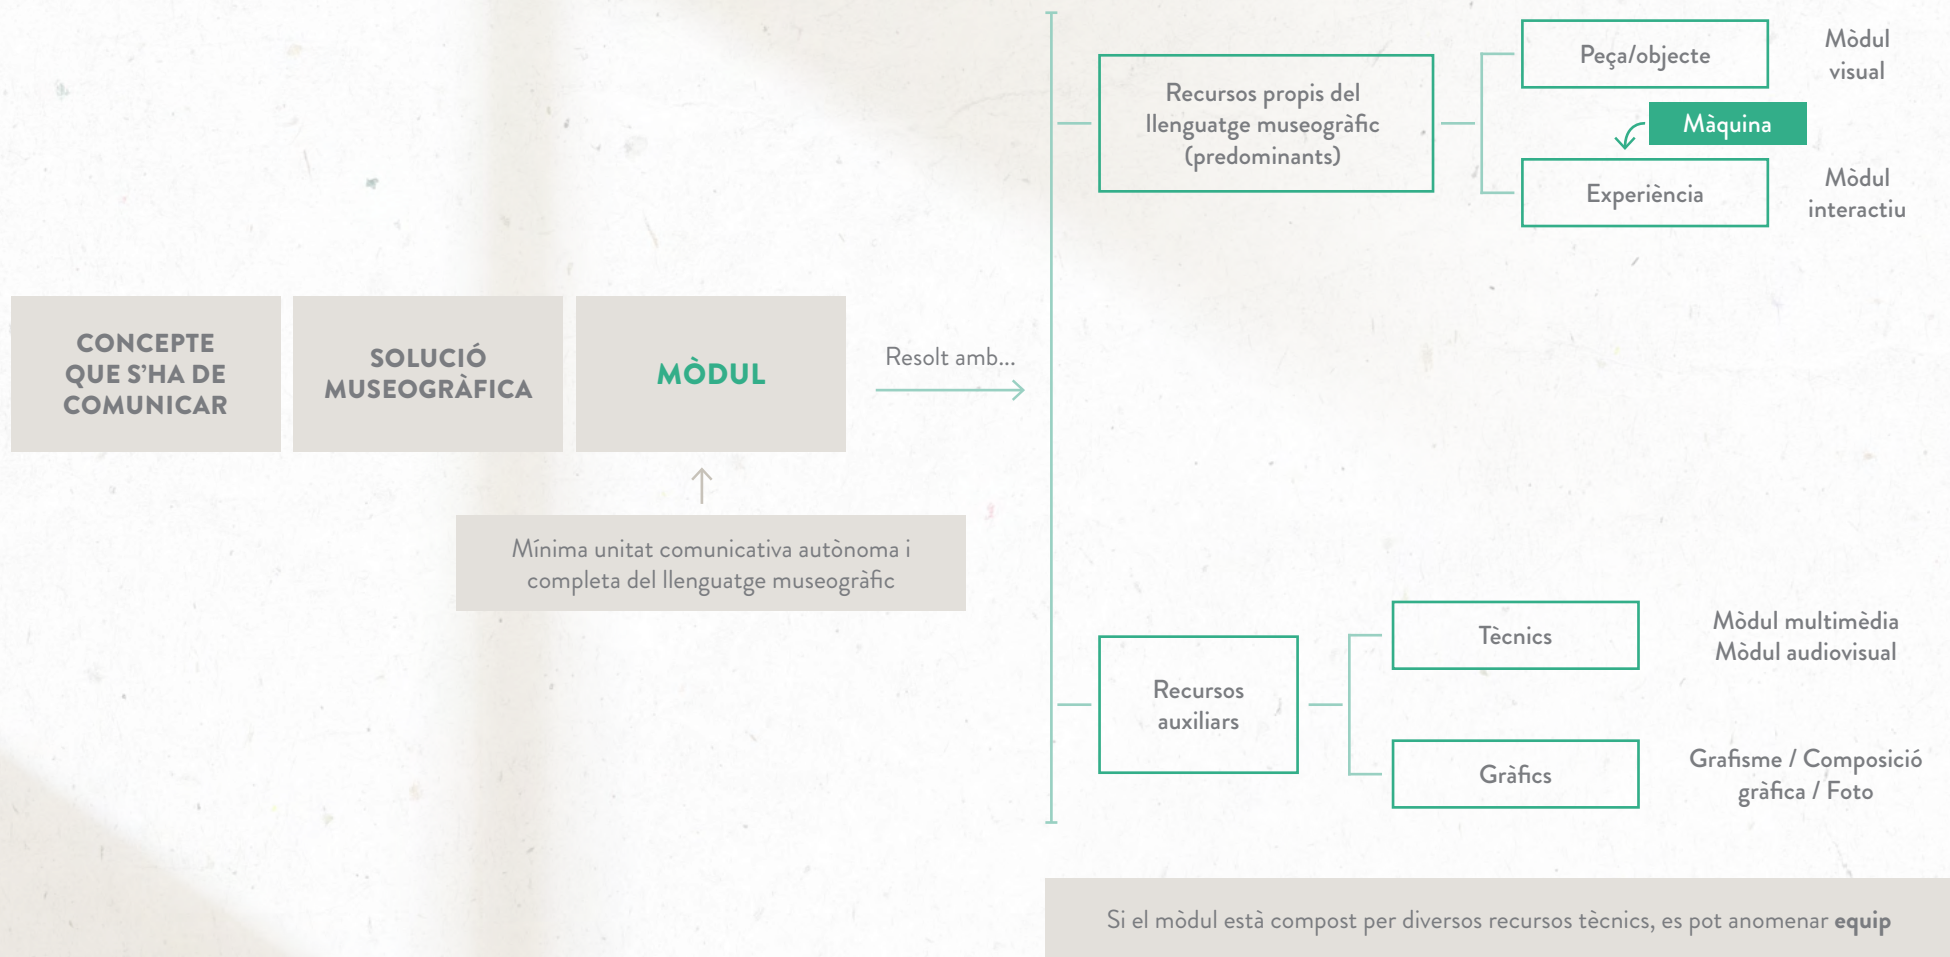 CONCEPTE
QUE S’HA DE
COMUNICAR
SOLUCIÓ
MUSEOGRÀFICA
MÒDUL
Resolt amb...
Mínima unitat comunicativa autònoma i
completa del llenguatge museogràfic
Recursos propis del
llenguatge museogràfic
(predominants)
Peça/objecte
Mòdul
visual
Màquina
Experiència
Mòdul
interactiu
Recursos
auxiliars
Tècnics
Mòdul multimèdia
Mòdul audiovisual
Gràfics
Grafisme / Composició
gràfica / Foto
Si el mòdul està compost per diversos recursos tècnics, es pot anomenar equip